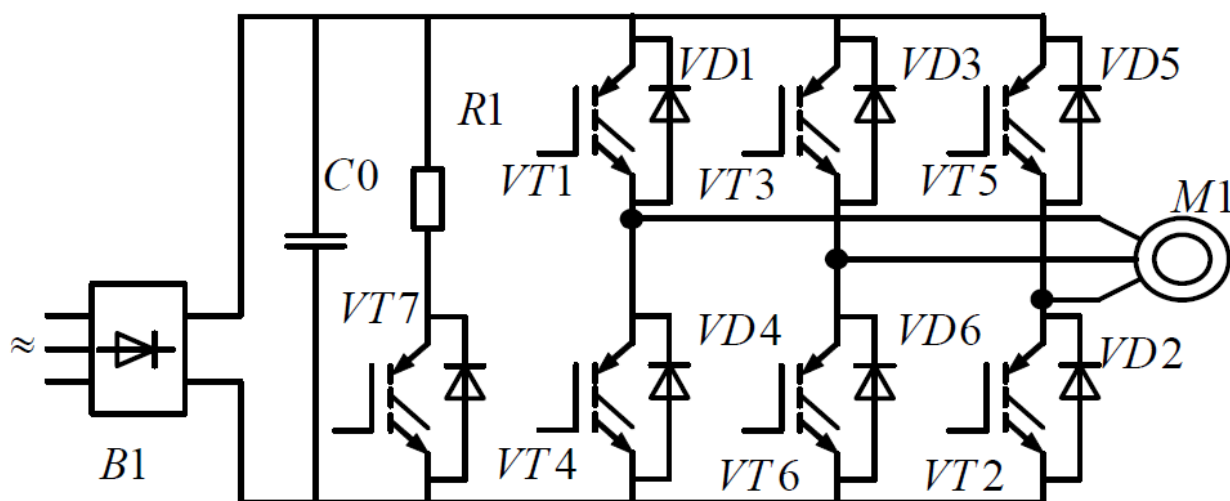 VD1
VD3
VD5
R1
C0
VT1
VT3
VT5
M1
VT7
VD4
VD6
VD2
≈
B1
VT4
VT6
VT2